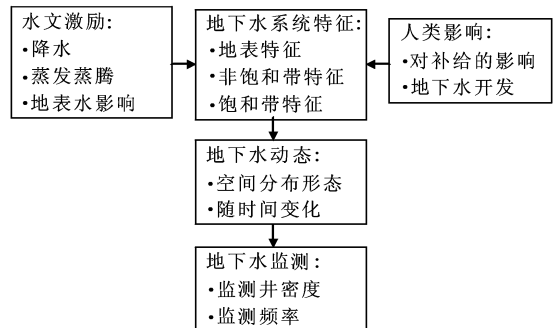 水文激励:
·降水
·蒸发蒸腾
·地表水影响
地下水系统特征:
·地表特征
·非饱和带特征
·饱和带特征
人类影响:
·对补给的影响
·地下水开发
地下水动态:
·空间分布形态
·随时间变化
地下水监测:
·监测井密度
·监测频率